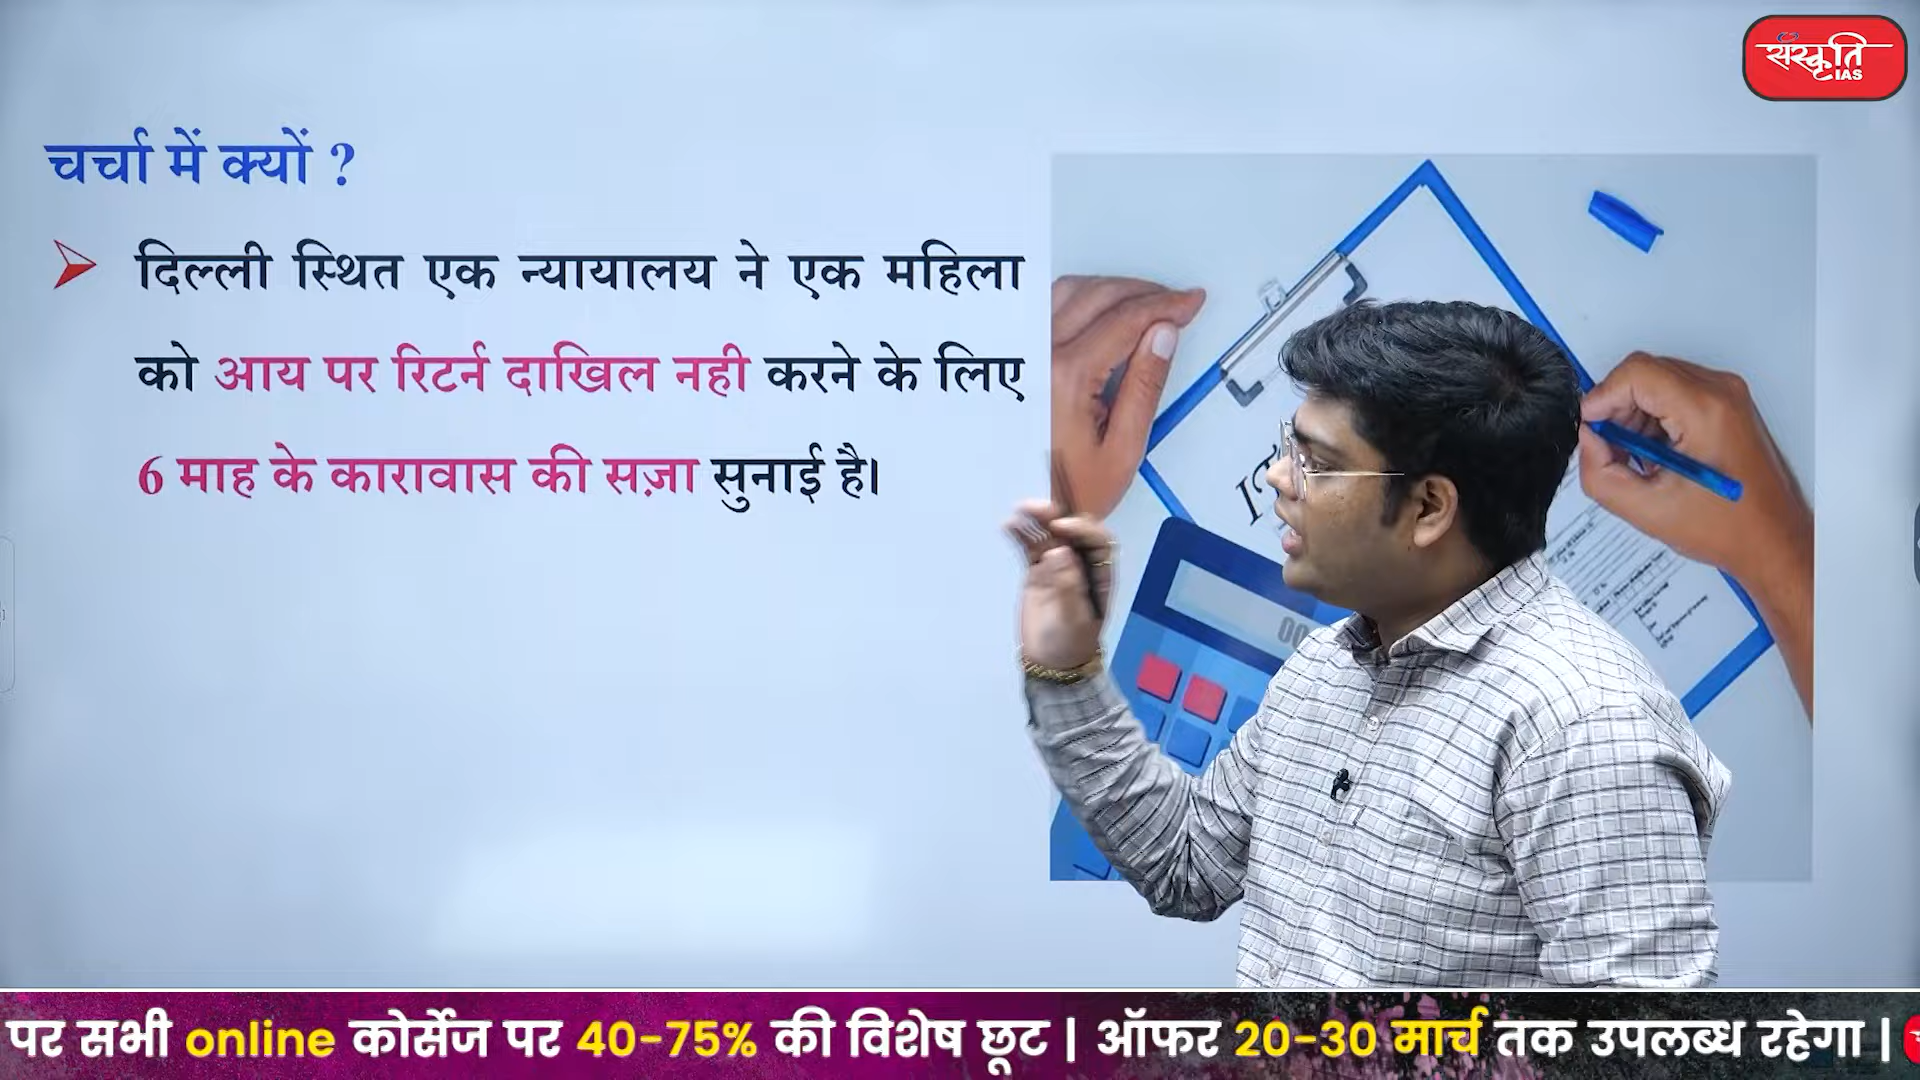 संस्कृति
IAS
चर्चा में क्यों ?
दिल्ली स्थित एक न्यायालय ने एक महिला
को आय पर रिटर्न दाखिल नही करने के लिए
6 माह के कारावास की सज़ा सुनाई है।
00
पर सभी online कोर्सेज पर 40-75% की विशेष छूट | ऑफर 20-30 मार्च तक उपलब्ध रहेगा |